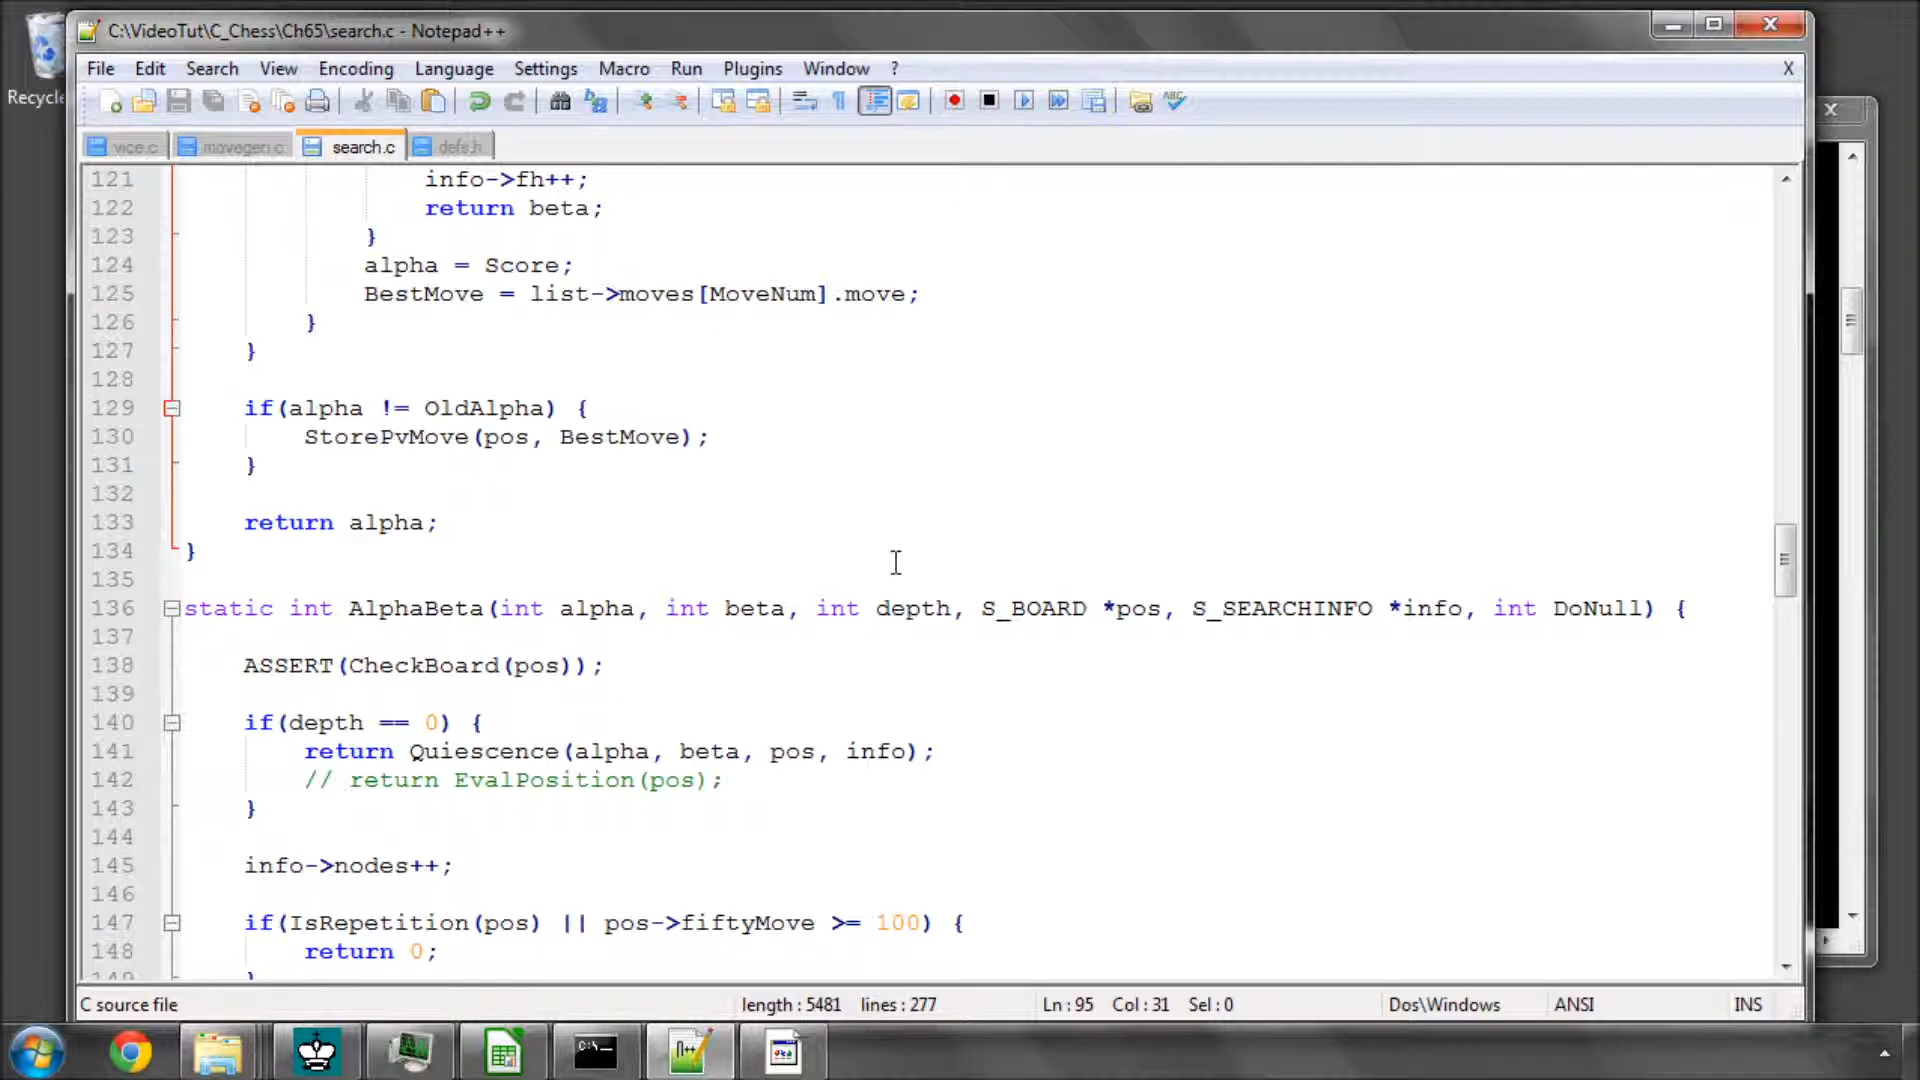 C:\VideoTut\C_Chess\Ch65\search.c - Notepad++
Recycle
File Edit Search View Encoding Language Settings Macro Run Plugins Window ? X
vice.c movegen.c search.c defs.h
121 info->fh++;
122 return beta;
123 }
124 alpha = Score;
125 BestMove = list->moves[MoveNum].move;
126 }
127 }
128
129 if(alpha != OldAlpha) {
130 StorePvMove(pos, BestMove);
131 }
132
133 return alpha;
134 }
135
136 static int AlphaBeta(int alpha, int beta, int depth, S_BOARD *pos, S_SEARCHINFO *info, int DoNull) {
137
138 ASSERT(CheckBoard(pos));
139
140 if(depth == 0) {
141 return Quiescence(alpha, beta, pos, info);
142 // return EvalPosition(pos);
143 }
144
145 info->nodes++;
146
147 if(IsRepetition(pos) || pos->fiftyMove >= 100) {
148 return 0;
149 }
C source file length : 5481 lines : 277 Ln : 95 Col : 31 Sel : 0 Dos\Windows ANSI INS